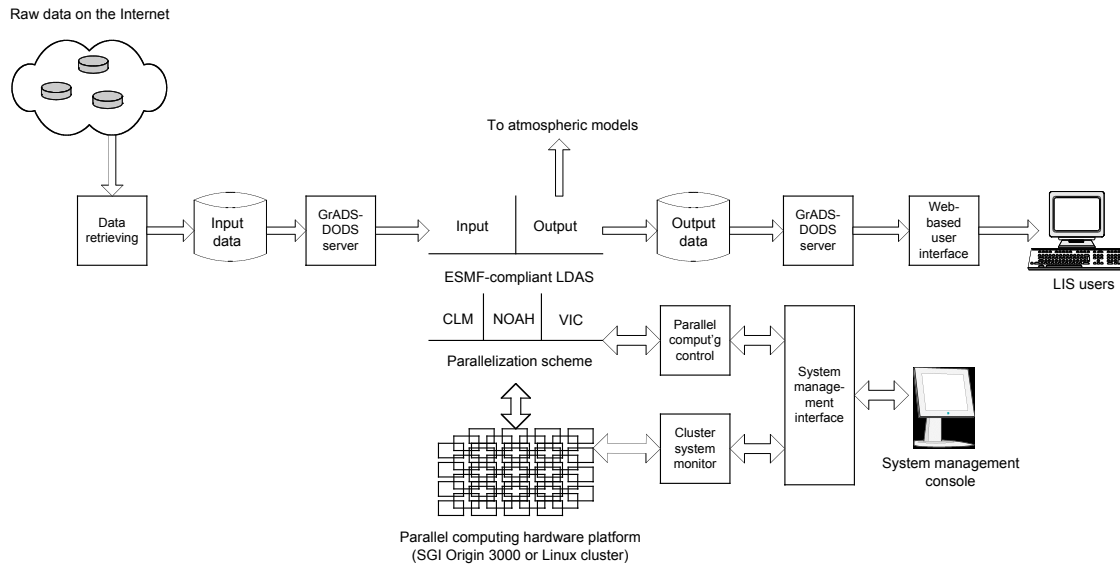 Raw data on the Internet
To atmospheric models
Data
retrieving
Input
data
GrADS-
DODS
server
Input
Output
Output
data
GrADS-
DODS
server
Web-
based
user
interface
LIS users
ESMF-compliant LDAS
CLM
NOAH
VIC
Parallelization scheme
Parallel
comput'g
control
System
manage-
ment
interface
Cluster
system
monitor
System management
console
Parallel computing hardware platform
(SGI Origin 3000 or Linux cluster)